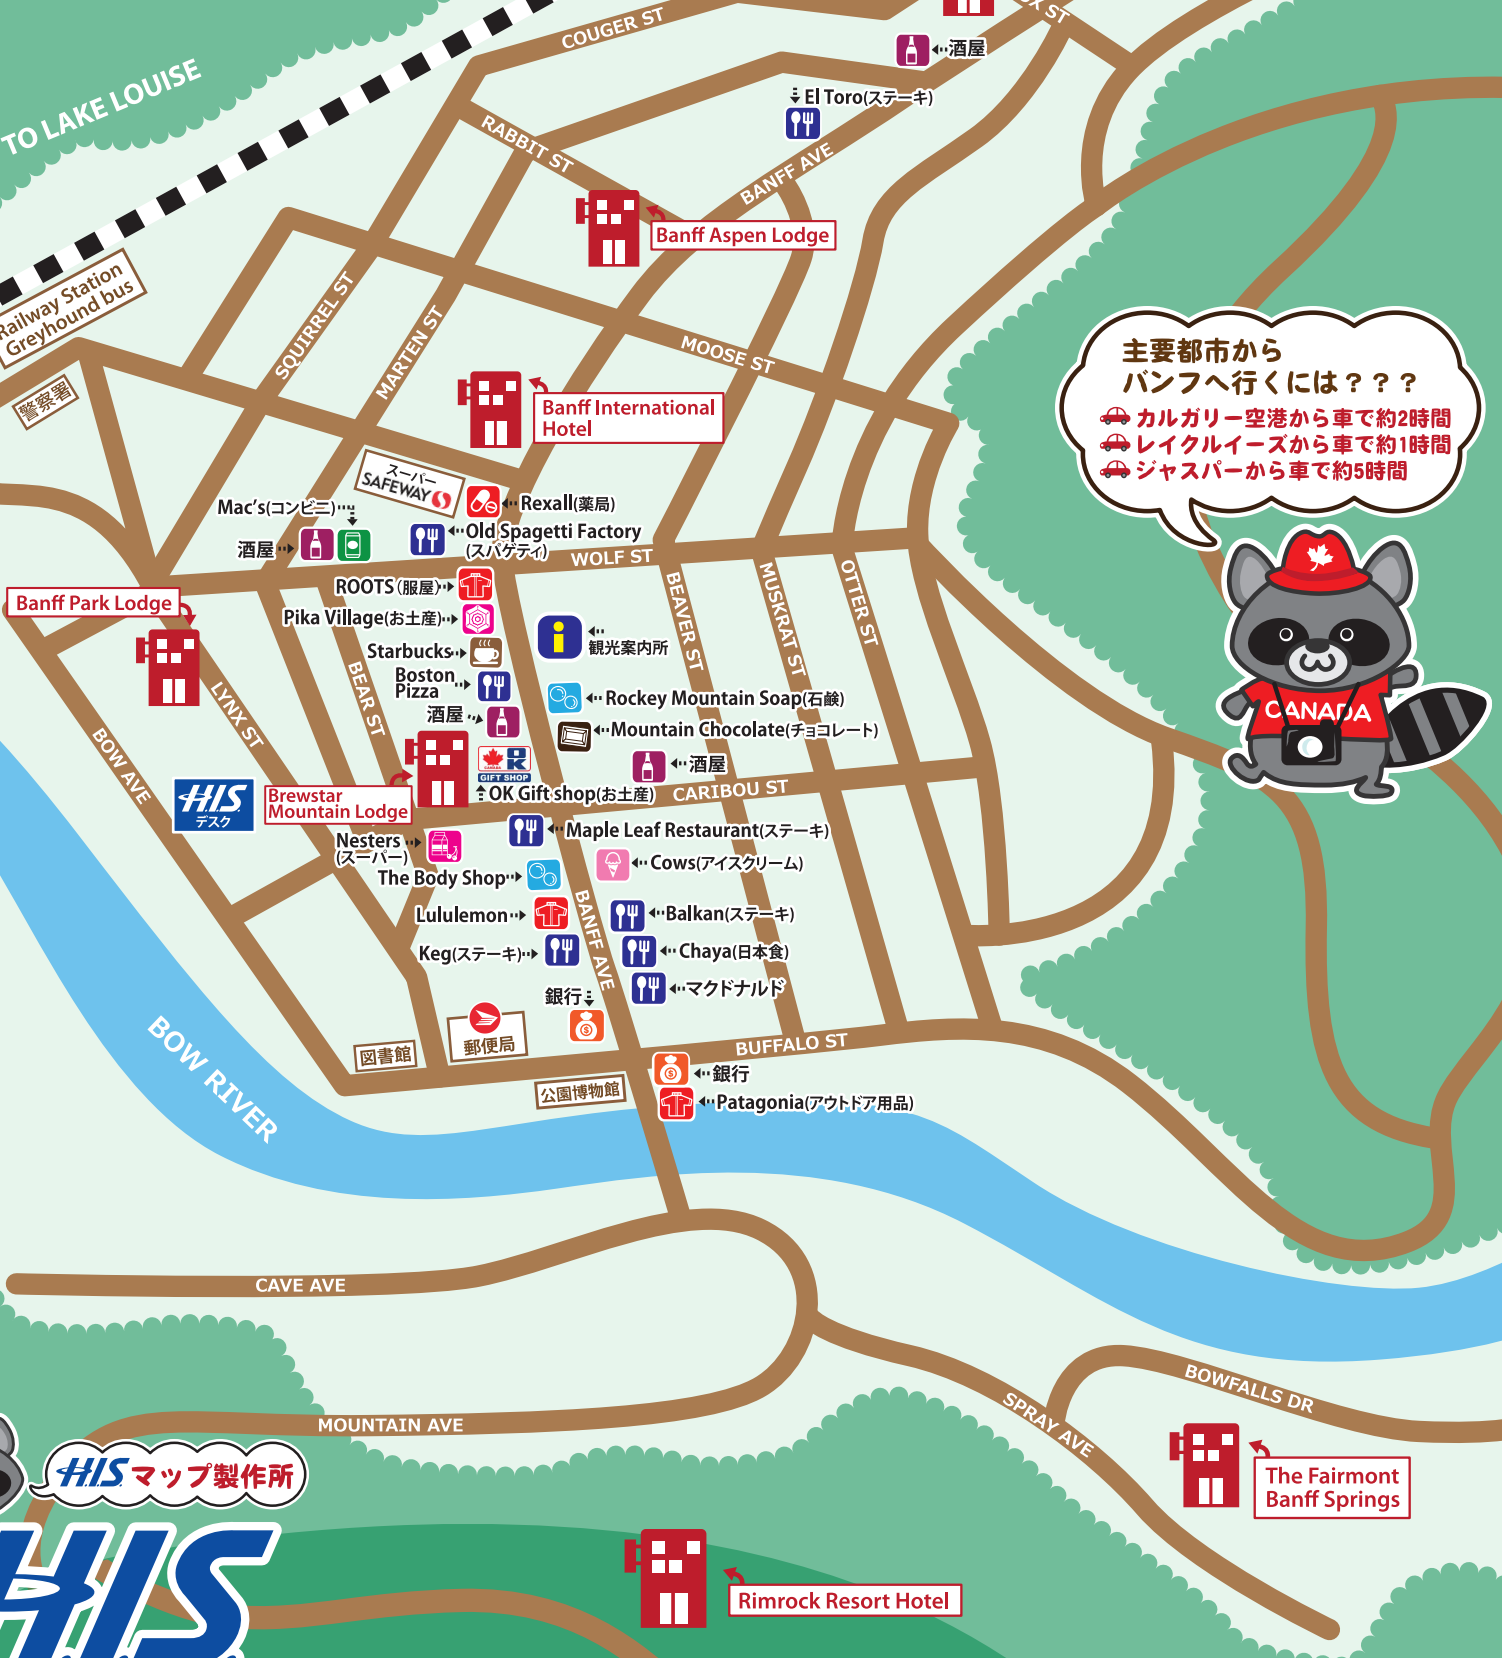 COUGER ST
酒屋
TO LAKE LOUISE
El Toro(ステーキ)
RABBIT ST
BANFF AVE
Banff Aspen Lodge
Railway Station
Greyhound bus
警察署
SQUIRREL ST
MARTEN ST
MOOSE ST
主要都市から
バンフへ行くには？？？
カルガリー空港から車で約2時間
レイクルイーズから車で約1時間
ジャスパーから車で約5時間
Banff International
Hotel
スーパー
SAFEWAY
Rexall(薬局)
Mac's(コンビニ)
酒屋
Old Spagetti Factory
(スパゲティ)
WOLF ST
ROOTS(服屋)
Banff Park Lodge
Pika Village(お土産)
観光案内所
Starbucks
Boston
Pizza
酒屋
BEAVER ST
MUSKRAT ST
OTTER ST
Rockey Mountain Soap(石鹸)
Mountain Chocolate(チョコレート)
酒屋
LYNX ST
BEAR ST
BOW AVE
CANADA
H.I.S.
デスク
Brewstar
Mountain Lodge
CANADA
OK
GIFT SHOP
OK Gift shop(お土産)
CARIBOU ST
Nesters
(スーパー)
Maple Leaf Restaurant(ステーキ)
The Body Shop
Cows(アイスクリーム)
BANFF AVE
Lululemon
Balkan(ステーキ)
Keg(ステーキ)
Chaya(日本食)
マクドナルド
銀行
BOW RIVER
図書館
郵便局
BUFFALO ST
公園博物館
銀行
Patagonia(アウトドア用品)
CAVE AVE
MOUNTAIN AVE
SPRAY AVE
BOWFALLS DR
H.I.S.マップ製作所
The Fairmont
Banff Springs
H.I.S.
Rimrock Resort Hotel